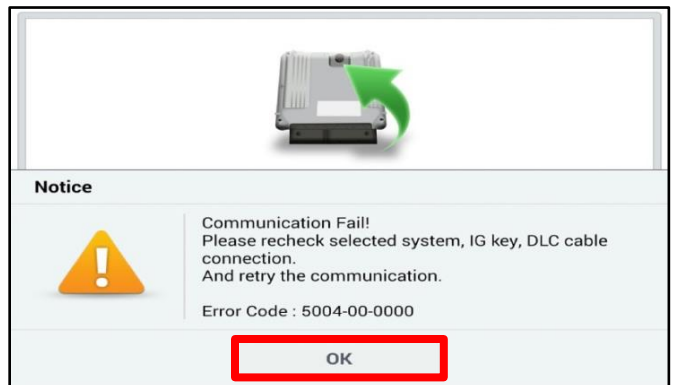 Notice
Communication Fail!
Please recheck selected system, IG key, DLC cable
connection.
And retry the communication.
Error Code : 5004-00-0000
OK